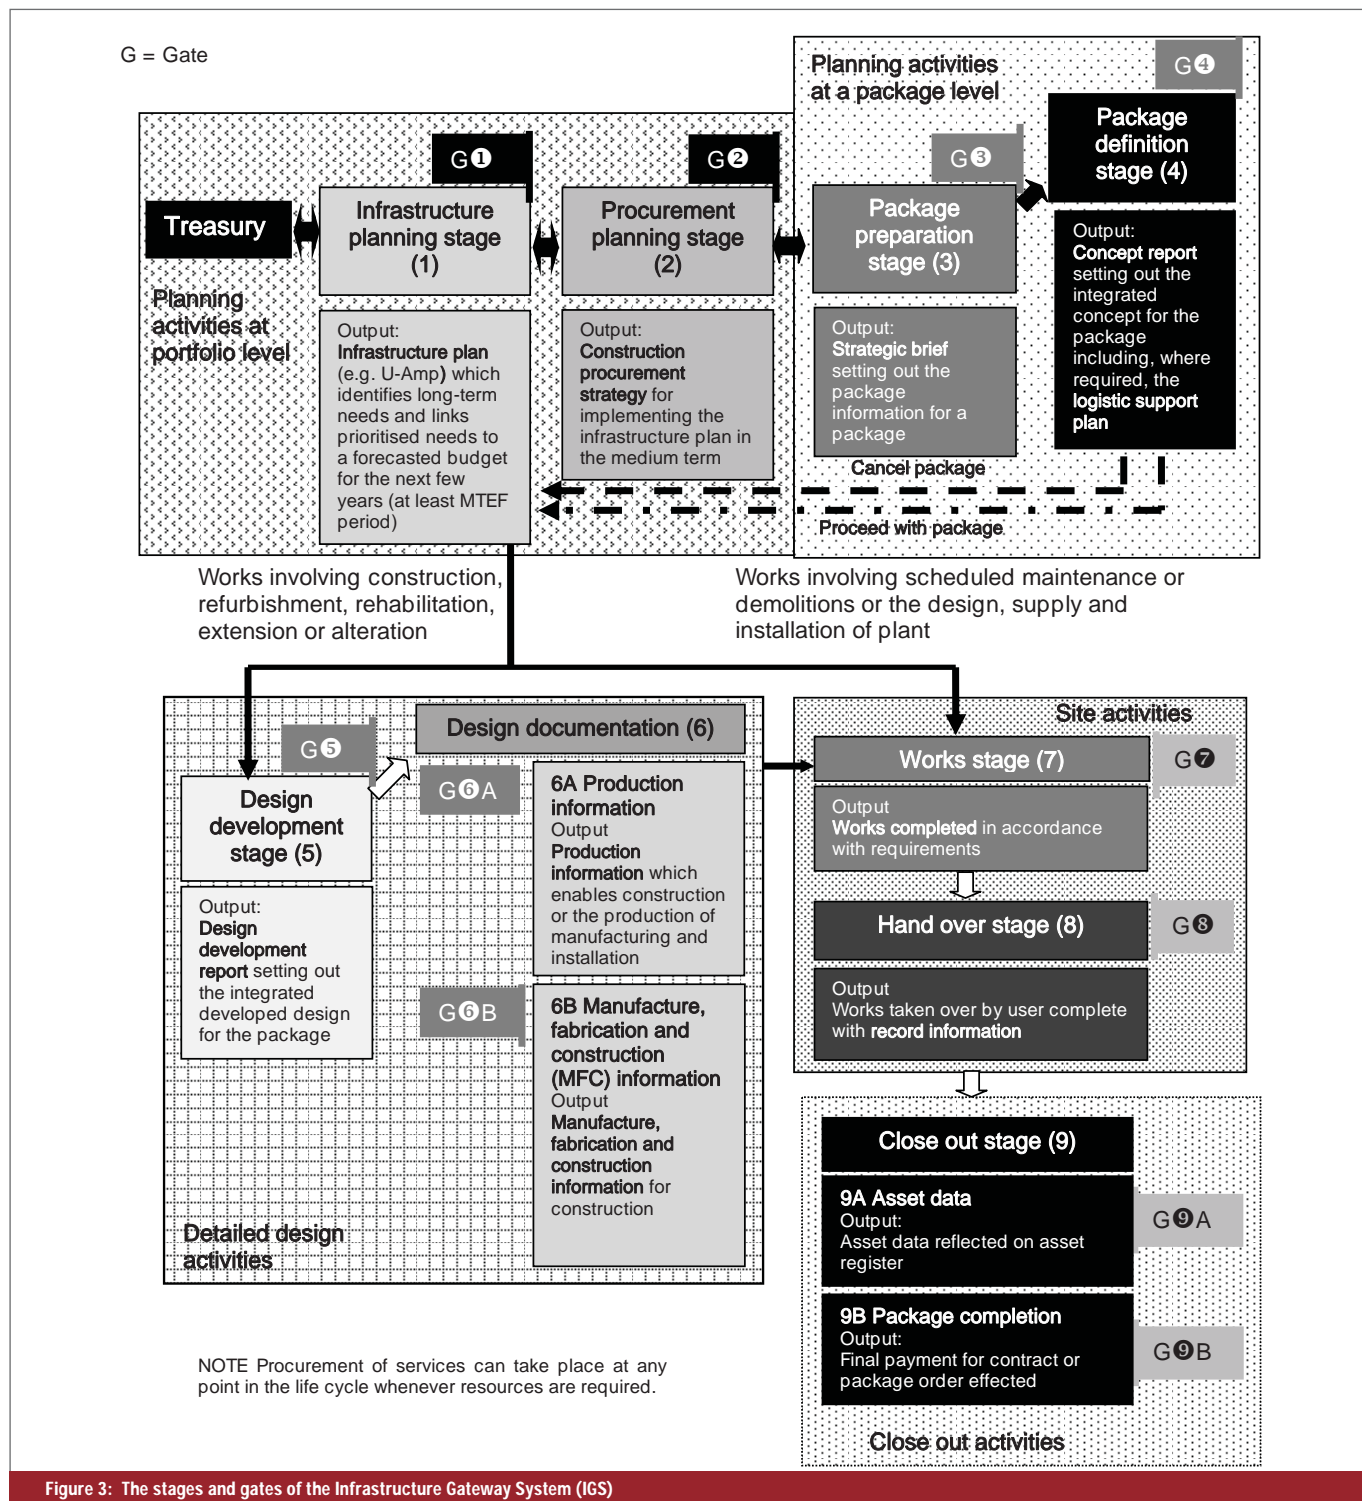 G = Gate
Planning activities
at a package level
G❹
Package
definition
stage (4)
G❶
G❷
G❸
Treasury
Infrastructure
planning stage
(1)
Procurement
planning stage
(2)
Package
preparation
stage (3)
Planning
activities at
portfolio level
Output:
Infrastructure plan
(e.g. U-Amp) which
identifies long-term
needs and links
prioritised needs to
a forecasted budget
for the next few
years (at least MTEF
period)
Output:
Construction
procurement
strategy for
implementing the
infrastructure plan in
the medium term
Output:
Strategic brief
setting out the
package
information for a
package
Output:
Concept report
setting out the
integrated
concept for the
package
including, where
required, the
logistic support
plan
Cancel package
Proceed with package
Works involving construction,
refurbishment, rehabilitation,
extension or alteration
Works involving scheduled maintenance or
demolitions or the design, supply and
installation of plant
G❺
Design documentation (6)
Design
development
stage (5)
Output:
Design
development
report setting out
the integrated
developed design
for the package
G❻A
6A Production
information
Output
Production
information which
enables construction
or the production of
manufacturing and
installation
G❻B
6B Manufacture,
fabrication and
construction
(MFC) information
Output
Manufacture,
fabrication and
construction
information for
construction
Detailed design
activities
Site activities
Works stage (7)
G❼
Output
Works completed in accordance
with requirements
Hand over stage (8)
G❽
Output
Works taken over by user complete
with record information
Close out stage (9)
9A Asset data
Output:
Asset data reflected on asset
register
G❾A
9B Package completion
Output:
Final payment for contract or
package order effected
G❾B
Close out activities
NOTE Procurement of services can take place at any
point in the life cycle whenever resources are required.
Figure 3: The stages and gates of the Infrastructure Gateway System (IGS)